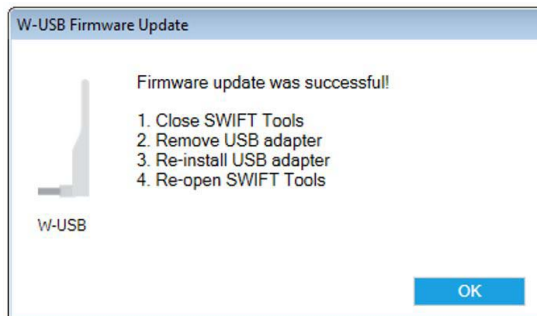 W-USB Firmware Update
Firmware update was successful!
1. Close SWIFT Tools
2. Remove USB adapter
3. Re-install USB adapter
4. Re-open SWIFT Tools
W-USB
OK